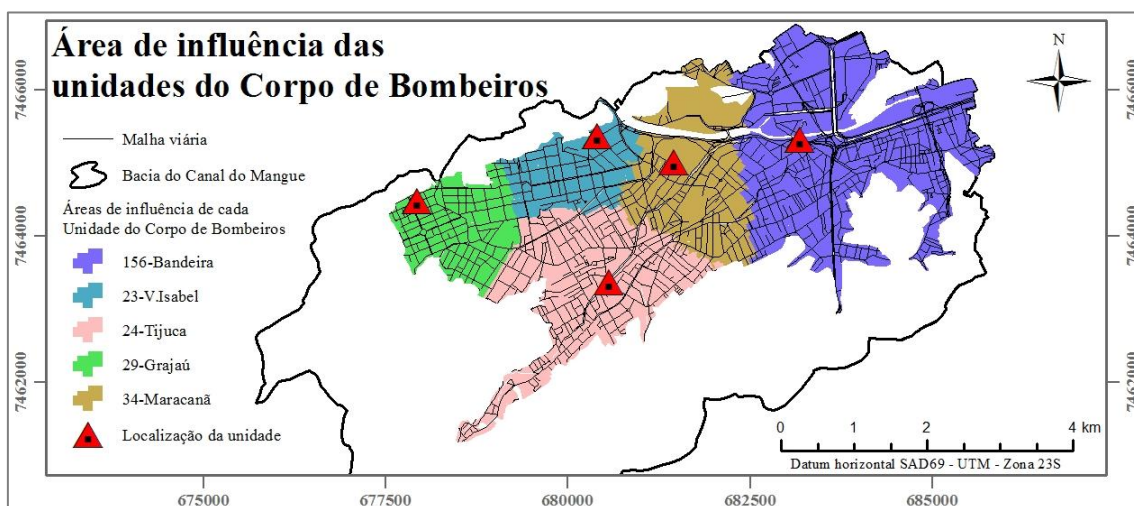 Área de influência das
unidades do Corpo de Bombeiros
N
Malha viária
Bacia do Canal do Mangue
Áreas de influência de cada
Unidade do Corpo de Bombeiros
156-Bandeira
23-V.Isabel
24-Tijuca
29-Grajaú
34-Maracanã
Localização da unidade
0 1 2 4 km
Datum horizontal SAD69 - UTM - Zona 23S
7466000
7464000
7462000
7466000
7464000
7462000
675000 677500 680000 682500 685000